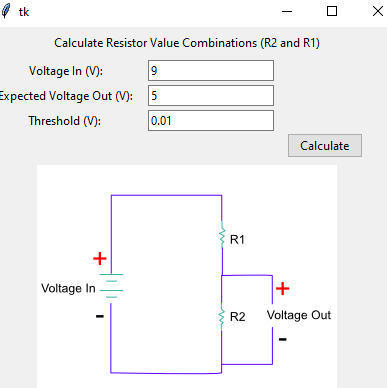 tk
Calculate Resistor Value Combinations (R2 and R1)
Voltage In (V): 9
Expected Voltage Out (V): 5
Threshold (V): 0.01
Calculate
R1
+
+
Voltage In
R2
Voltage Out
-
-